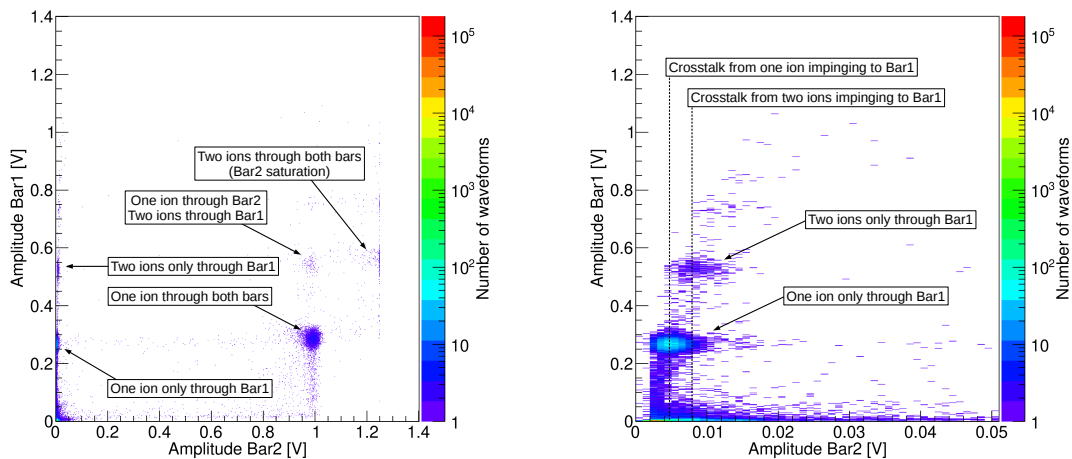 1.4
1.2
1
0.8
0.6
0.4
0.2
0
Amplitude Bar1 [V]
Two ions through both bars
(Bar2 saturation)
One ion through Bar2
Two ions through Bar1
Two ions only through Bar1
One ion through both bars
One ion only through Bar1
0 0.2 0.4 0.6 0.8 1 1.2 1.4
Amplitude Bar2 [V]
10^5
10^4
10^3
10^2
10
1
Number of waveforms
1.4
1.2
1
0.8
0.6
0.4
0.2
0
Amplitude Bar1 [V]
Crosstalk from one ion impinging to Bar1
Crosstalk from two ions impinging to Bar1
Two ions only through Bar1
One ion only through Bar1
0 0.01 0.02 0.03 0.04 0.05
Amplitude Bar2 [V]
10^5
10^4
10^3
10^2
10
1
Number of waveforms